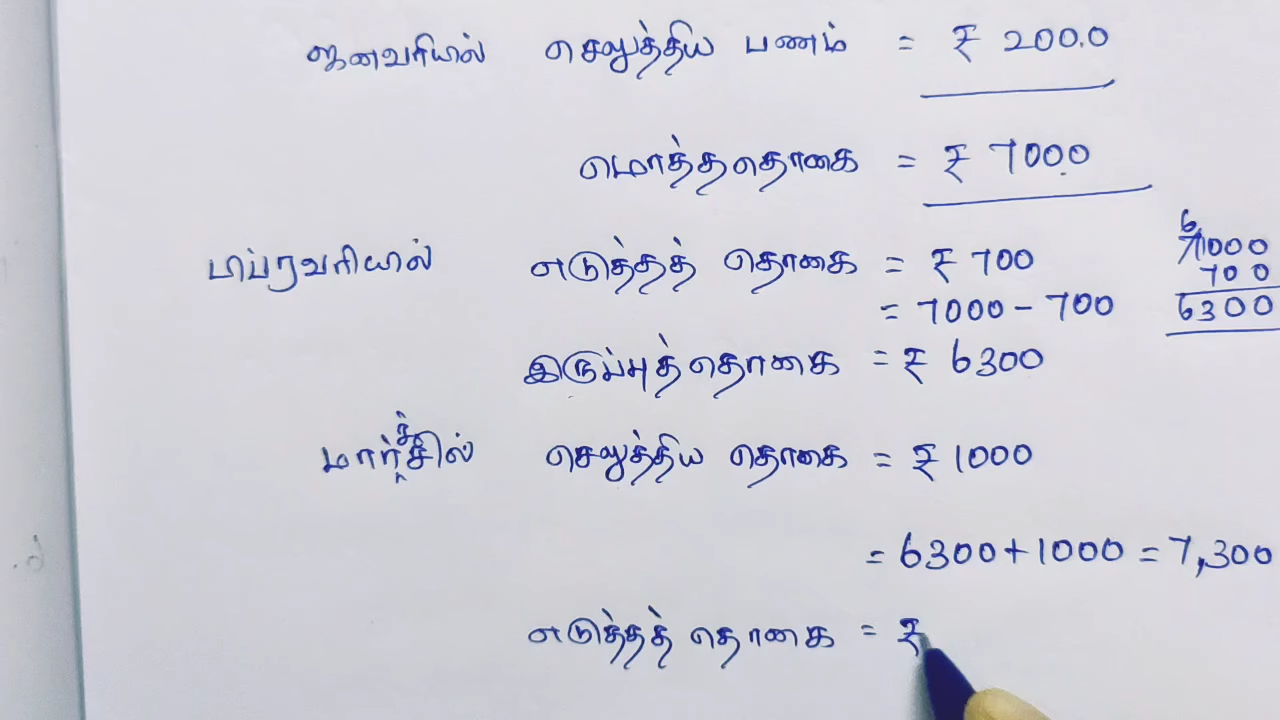 ஜனவரியில் செலுத்திய பணம் = ₹ 2000
மொத்ததொகை = ₹ 7000
பிப்ரவரியில் எடுத்தத் தொகை = ₹ 700
= 7000 - 700
இருப்புத்தொகை = ₹ 6300
மார்ச்சில் செலுத்திய தொகை = ₹ 1000
= 6300 + 1000 = 7,300
எடுத்தத் தொகை = ₹
6
71000
700
6300